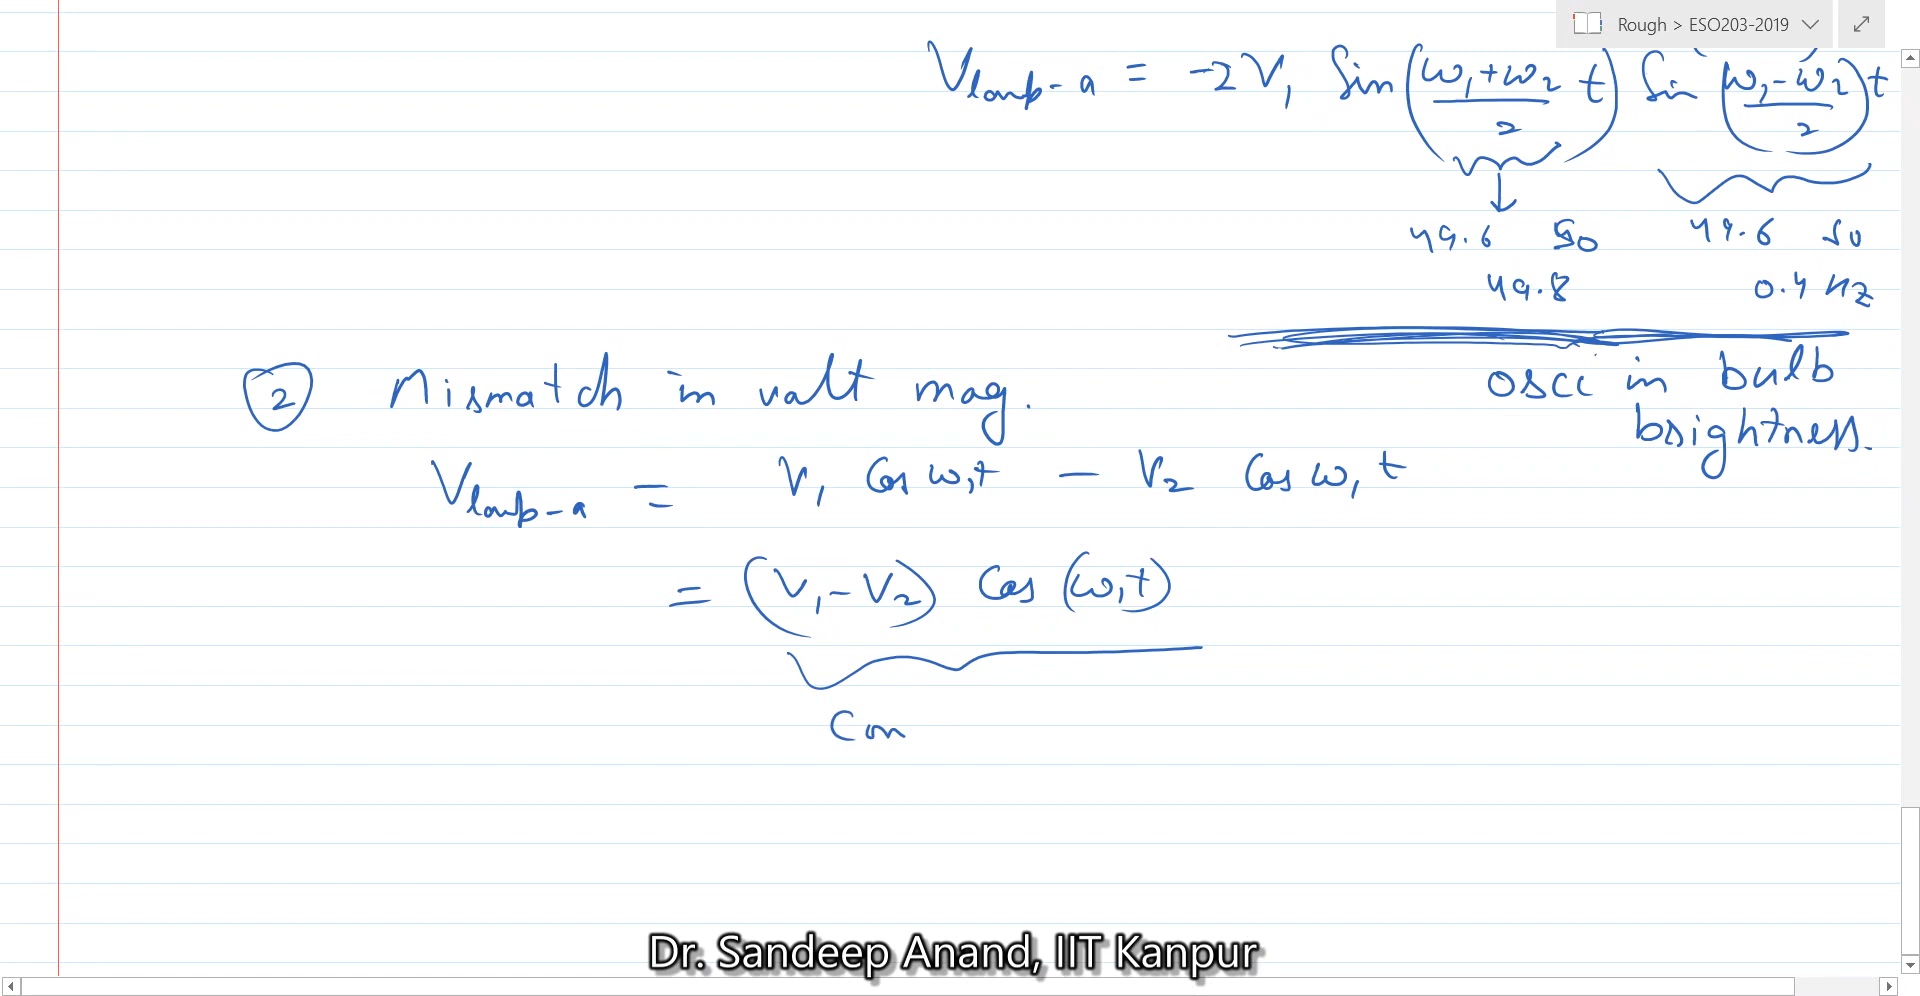 Rough > ESO203-2019
Vlamp-a = -2V1 Sin(ω1+ω2/2 t) Sin(ω1-ω2/2)t
49.6 50 49.6 50
49.8 0.4 Hz
② Mismatch in valt mag.
osci in bulb
brightness.
Vlamp-a = V1 Cos ω1t - V2 Cos ω1t
= (V1-V2) Cos (ω1t)
Con
Dr. Sandeep Anand, IIT Kanpur